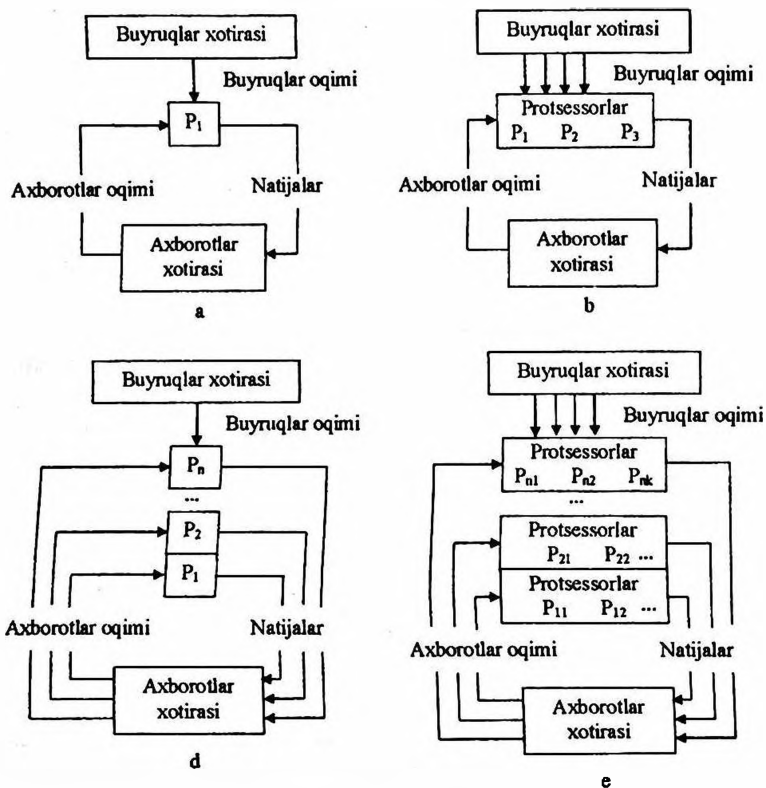 Buyruqlar xotirasi
Buyruqlar oqimi
P1
Axborotlar oqimi
Natijalar
Axborotlar
xotirasi
a
Buyruqlar xotirasi
Buyruqlar oqimi
Protsessorlar
P1 P2 P3
Axborotlar oqimi
Natijalar
Axborotlar
xotirasi
b
Buyruqlar xotirasi
Buyruqlar oqimi
Pn
...
P2
P1
Axborotlar oqimi
Natijalar
Axborotlar
xotirasi
d
Buyruqlar xotirasi
Buyruqlar oqimi
Protsessorlar
Pn1 Pn2 Pnk
...
Protsessorlar
P21 P22 ...
Protsessorlar
P11 P12 ...
Axborotlar oqimi
Natijalar
Axborotlar
xotirasi
e